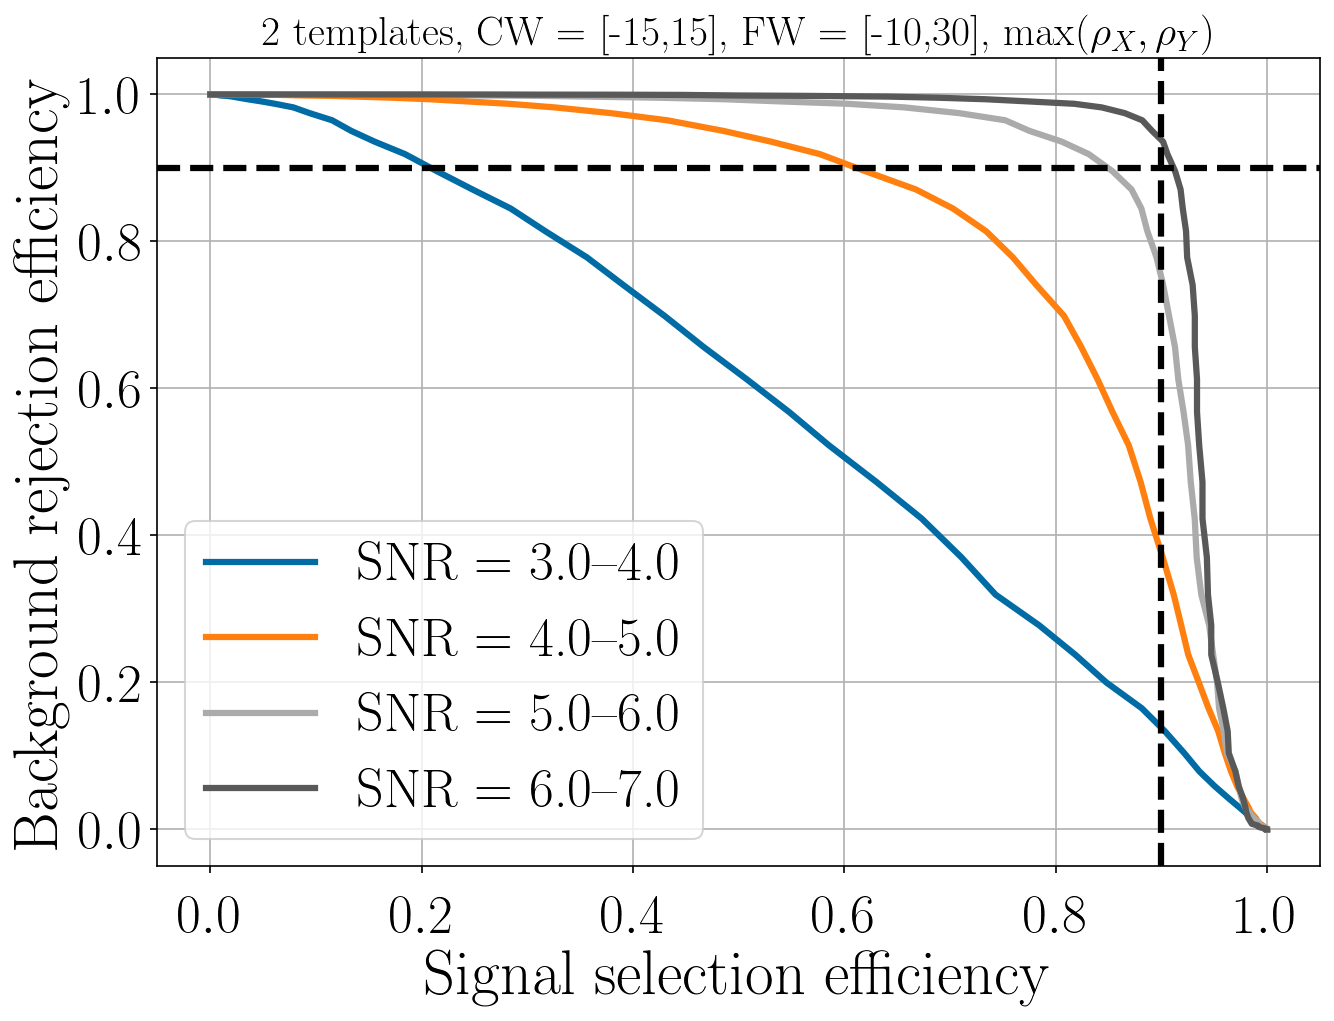 2 templates, CW = [-15,15], FW = [-10,30], max(ρX, ρY)
Background rejection efficiency
1.0
0.8
0.6
0.4
0.2
0.0
SNR = 3.0–4.0
SNR = 4.0–5.0
SNR = 5.0–6.0
SNR = 6.0–7.0
0.0 0.2 0.4 0.6 0.8 1.0
Signal selection efficiency